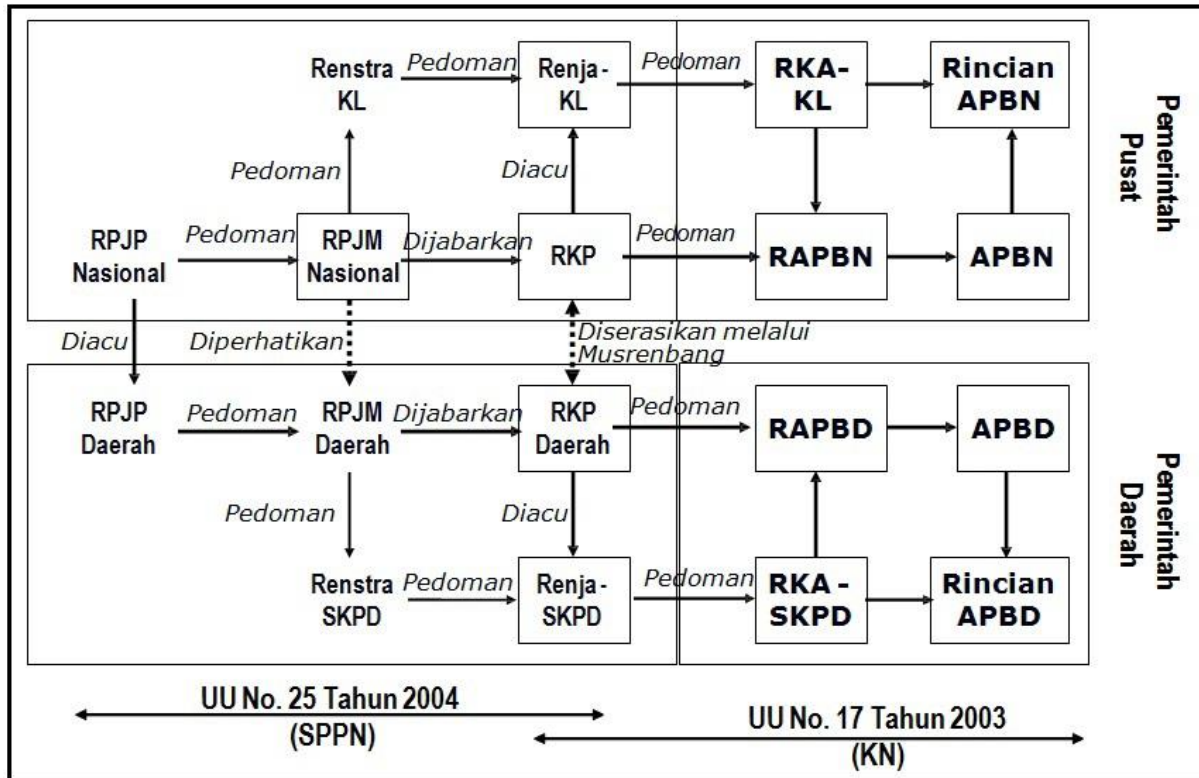 Renstra
KL
Pedoman
Renja-
KL
Pedoman
RKA-
KL
Rincian
APBN
Pemerintah
Pusat
Pedoman
Diacu
RPJP
Nasional
Pedoman
RPJM
Nasional
Dijabarkan
RKP
Pedoman
RAPBN
APBN
Diacu
Diperhatikan
Diserasikan melalui
Musrenbang
RPJP
Daerah
Pedoman
RPJM
Daerah
Dijabarkan
RKP
Daerah
Pedoman
RAPBD
APBD
Pemerintah
Daerah
Pedoman
Diacu
Renstra
SKPD
Pedoman
Renja-
SKPD
Pedoman
RKA -
SKPD
Rincian
APBD
UU No. 25 Tahun 2004
(SPPN)
UU No. 17 Tahun 2003
(KN)